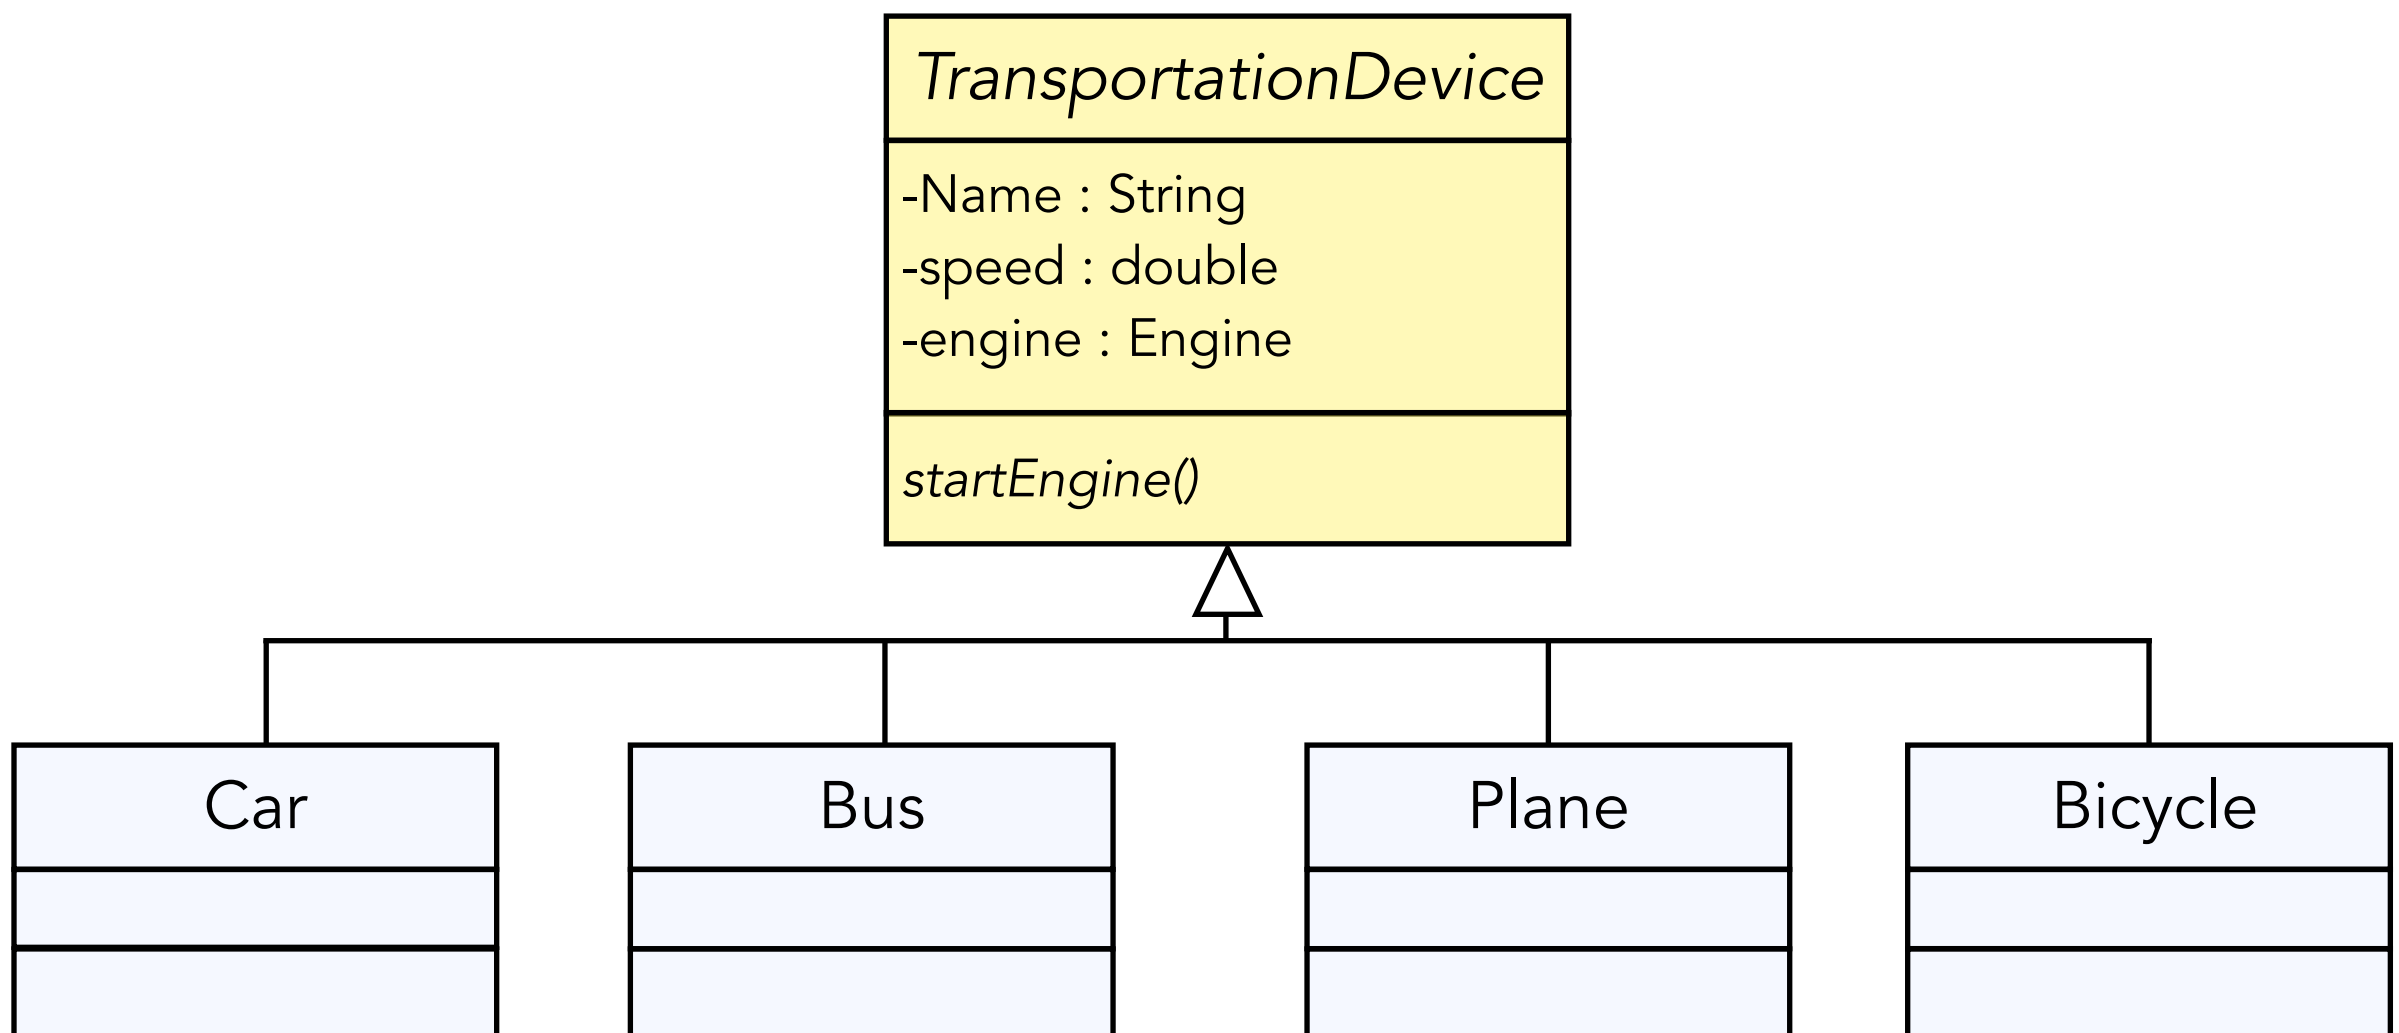 TransportationDevice
-Name : String
-speed : double
-engine : Engine
startEngine()
Car
Bus
Plane
Bicycle